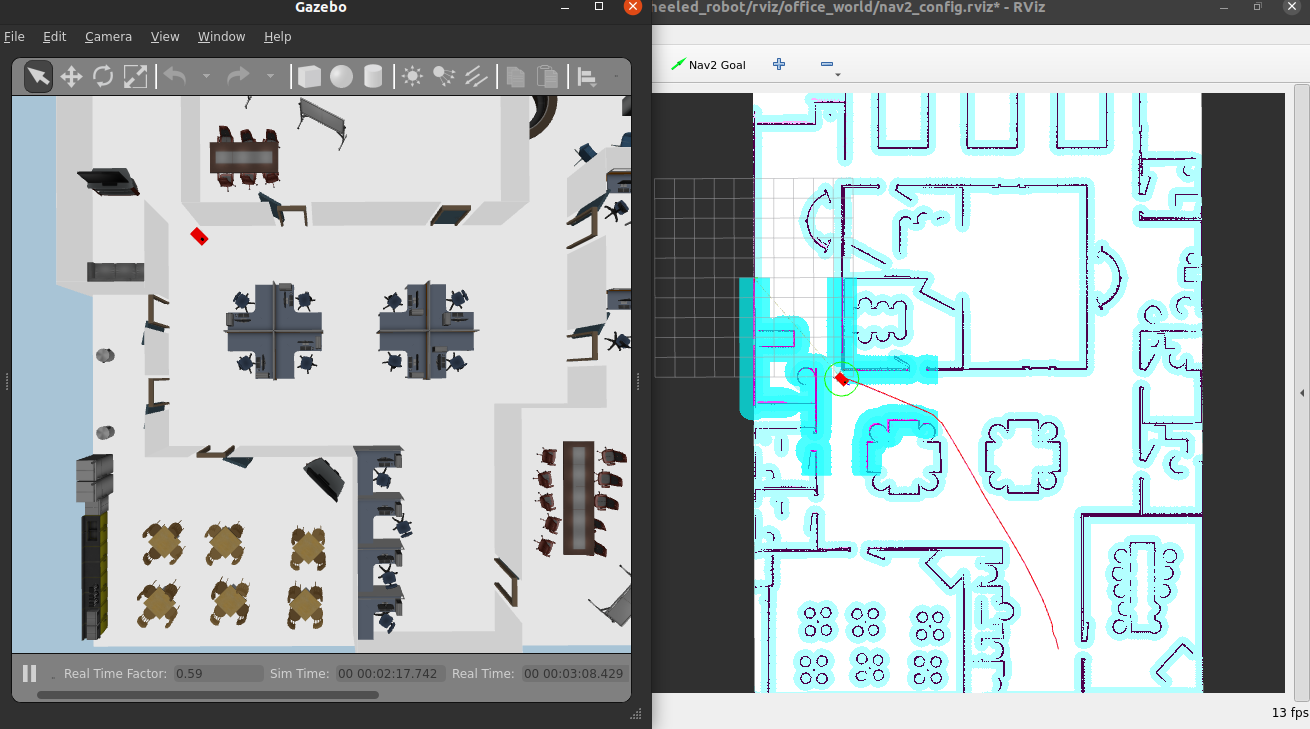 Gazebo
File Edit Camera View Window Help
Real Time Factor: 0.59 Sim Time: 00 00:02:17.742 Real Time: 00 00:03:08.429
heeled_robot/rviz/office_world/nav2_config.rviz* - RViz
Nav2 Goal
13 fps